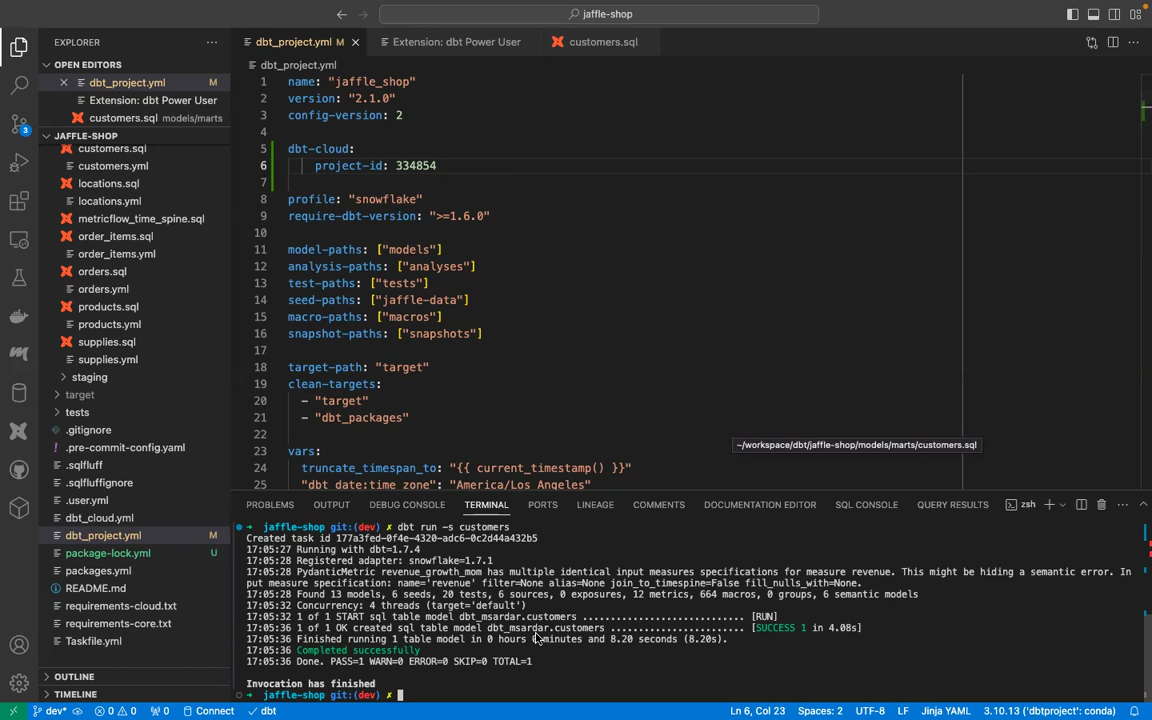 jaffle-shop
EXPLORER
OPEN EDITORS
dbt_project.yml M
Extension: dbt Power User
customers.sql models/marts
JAFFLE-SHOP
customers.sql
customers.yml
locations.sql
locations.yml
metricflow_time_spine.sql
order_items.sql
order_items.yml
orders.sql
orders.yml
products.sql
products.yml
supplies.sql
supplies.yml
staging
target
tests
.gitignore
.pre-commit-config.yaml
.sqlfluff
.sqlfluffignore
.user.yml
dbt_cloud.yml
dbt_project.yml M
package-lock.yml U
packages.yml
README.md
requirements-cloud.txt
requirements-core.txt
Taskfile.yml
OUTLINE
TIMELINE
3
dbt_project.yml M
Extension: dbt Power User
customers.sql
dbt_project.yml
1 name: "jaffle_shop"
2 version: "2.1.0"
3 config-version: 2
4
5 dbt-cloud:
6 project-id: 334854
7
8 profile: "snowflake"
9 require-dbt-version: ">=1.6.0"
10
11 model-paths: ["models"]
12 analysis-paths: ["analyses"]
13 test-paths: ["tests"]
14 seed-paths: ["jaffle-data"]
15 macro-paths: ["macros"]
16 snapshot-paths: ["snapshots"]
17
18 target-path: "target"
19 clean-targets:
20 - "target"
21 - "dbt_packages"
22
23 vars:
24 truncate_timespan_to: "{{ current_timestamp() }}"
25 "dbt_date:time_zone": "America/Los_Angeles"
~/workspace/dbt/jaffle-shop/models/marts/customers.sql
PROBLEMS OUTPUT DEBUG CONSOLE TERMINAL PORTS LINEAGE COMMENTS DOCUMENTATION EDITOR SQL CONSOLE QUERY RESULTS zsh
➜ jaffle-shop git:(dev) ✗ dbt run -s customers
Created task id 177a3fed-0f4e-4320-adc6-0c2d44a432b5
17:05:27 Running with dbt=1.7.4
17:05:28 Registered adapter: snowflake=1.7.1
17:05:28 PydanticMetric revenue_growth_mom has multiple identical input measures specifications for measure revenue. This might be hiding a semantic error. In
put measure specification: name='revenue' filter=None alias=None join_to_timespine=False fill_nulls_with=None.
17:05:28 Found 13 models, 6 seeds, 20 tests, 6 sources, 0 exposures, 12 metrics, 664 macros, 0 groups, 6 semantic models
17:05:32 Concurrency: 4 threads (target='default')
17:05:32 1 of 1 START sql table model dbt_msardar.customers ........................... [RUN]
17:05:36 1 of 1 OK created sql table model dbt_msardar.customers ...................... [SUCCESS 1 in 4.08s]
17:05:36 Finished running 1 table model in 0 hours 0 minutes and 8.20 seconds (8.20s).
17:05:36 Completed successfully
17:05:36 Done. PASS=1 WARN=0 ERROR=0 SKIP=0 TOTAL=1
Invocation has finished
➜ jaffle-shop git:(dev) ✗
dev* 0 0 0 Connect dbt Ln 6, Col 23 Spaces: 2 UTF-8 LF Jinja YAML 3.10.13 ('dbtproject': conda)